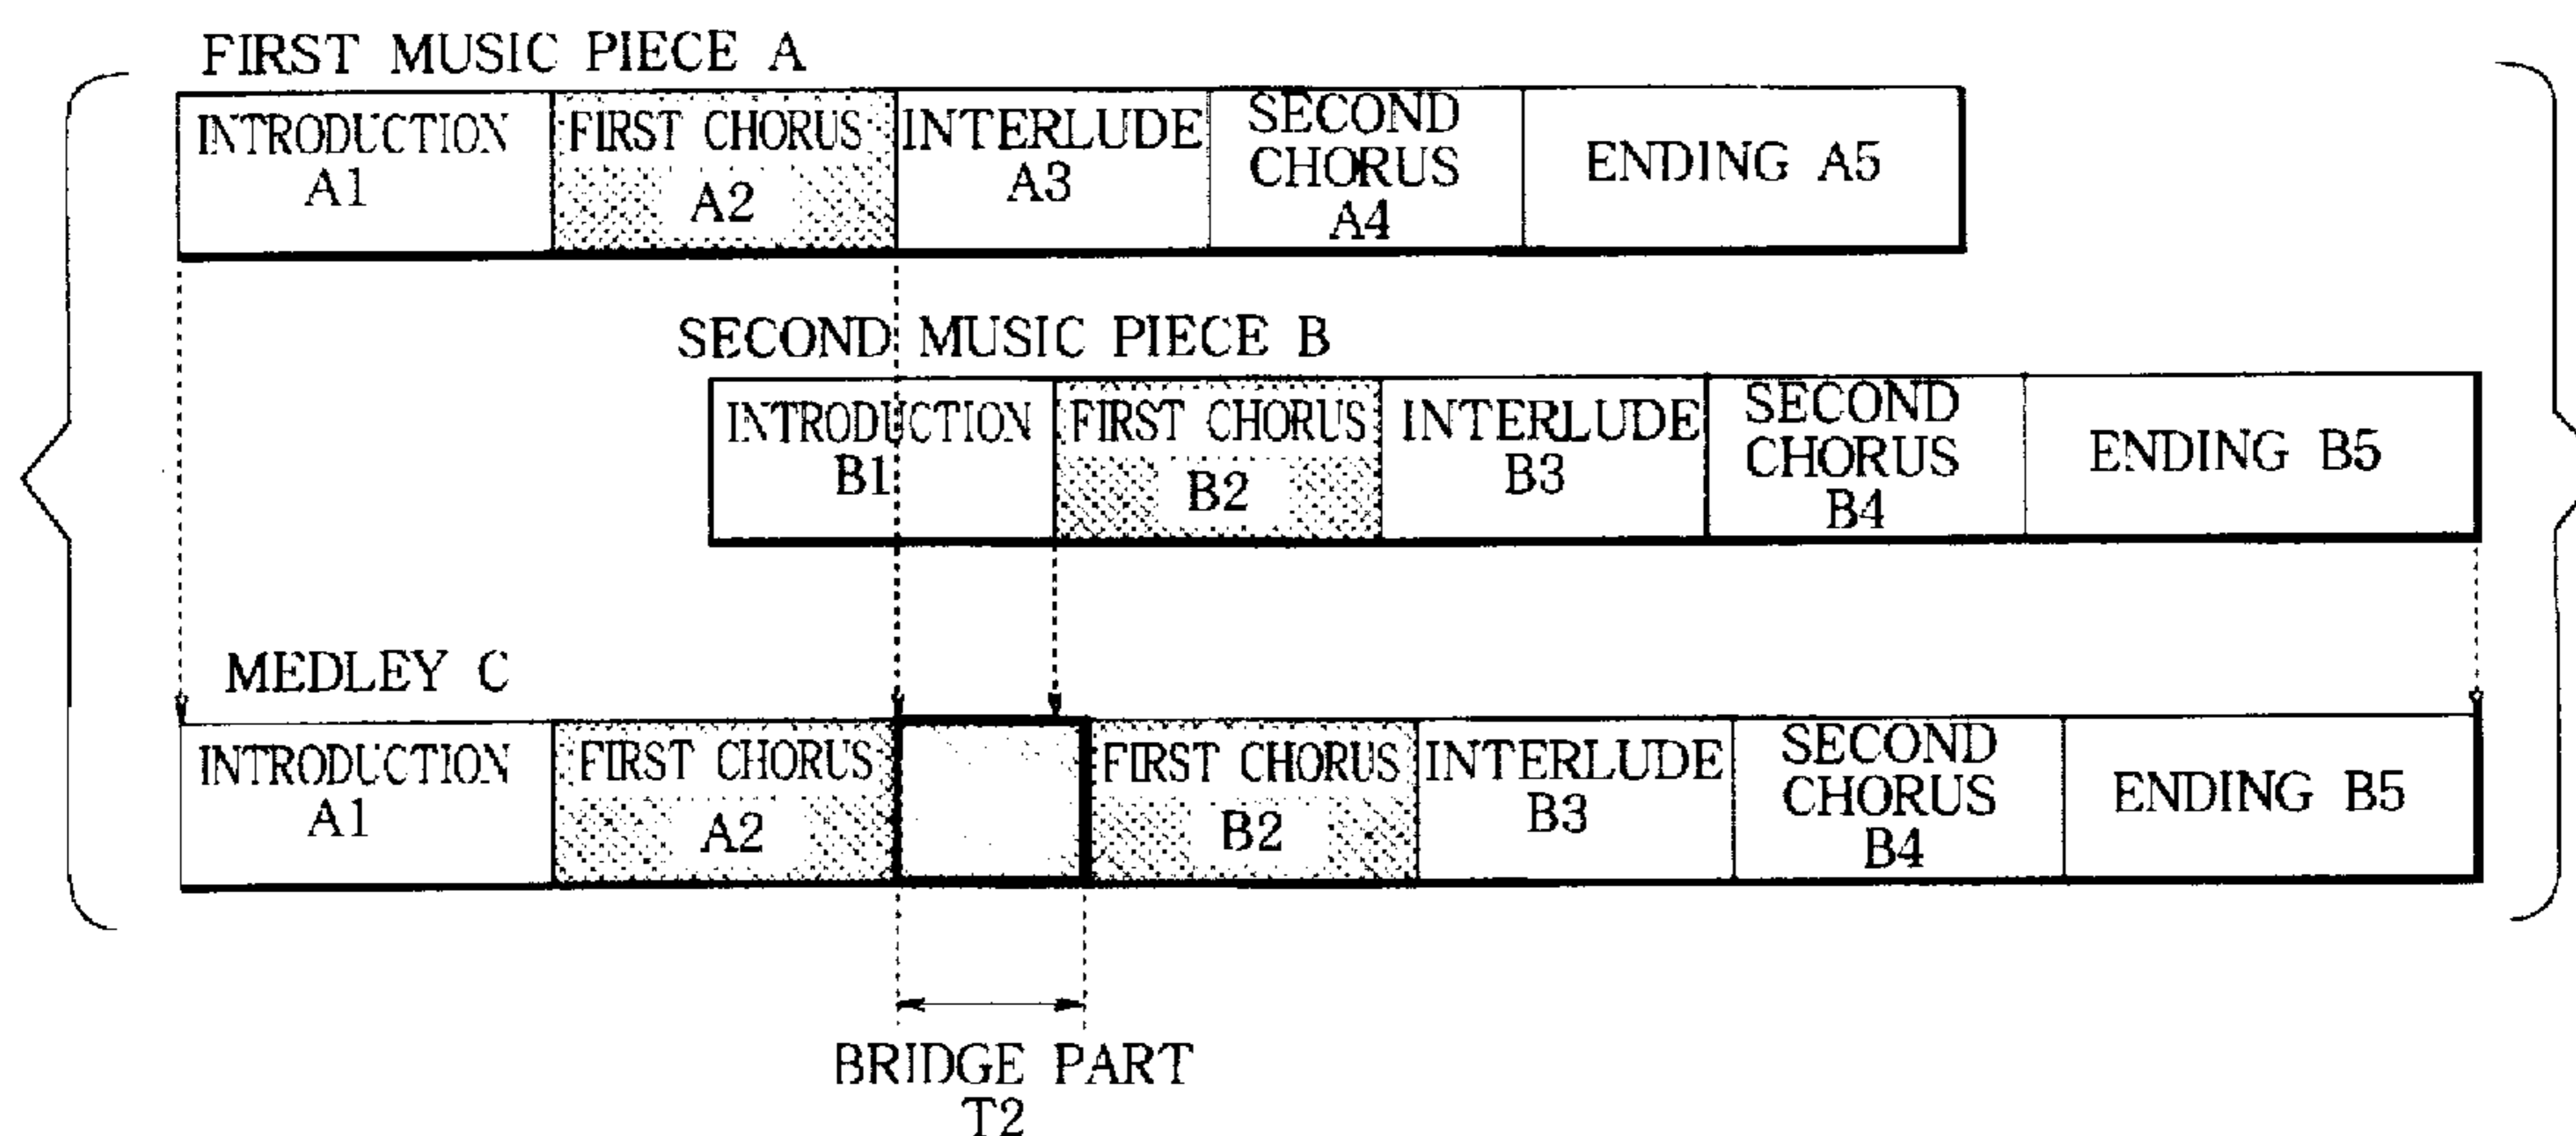 FIRST MUSIC PIECE A
INTRODUCTION
A1
FIRST CHORUS
A2
INTERLUDE
A3
SECOND
CHORUS
A4
ENDING A5
SECOND MUSIC PIECE B
INTRODUCTION
B1
FIRST CHORUS
B2
INTERLUDE
B3
SECOND
CHORUS
B4
ENDING B5
MEDLEY C
INTRODUCTION
A1
FIRST CHORUS
A2
FIRST CHORUS
B2
INTERLUDE
B3
SECOND
CHORUS
B4
ENDING B5
BRIDGE PART
T2